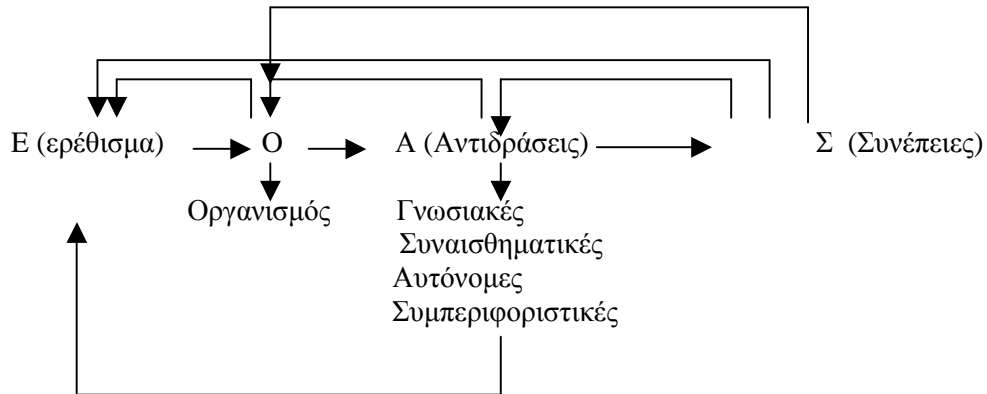 Ε (ερέθισμα) Ο Α (Αντιδράσεις) Σ (Συνέπειες)
Οργανισμός Γνωσιακές
Συναισθηματικές
Αυτόνομες
Συμπεριφοριστικές